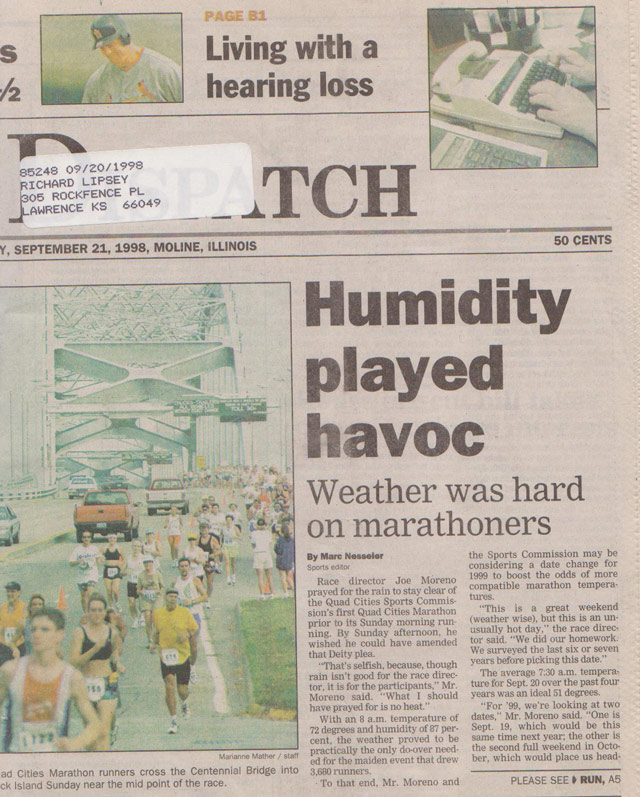 s
½
PAGE B1
Living with a
hearing loss
DISPATCH
85248 09/20/1998
RICHARD LIPSEY
305 ROCKFENCE PL
LAWRENCE KS 66049
Y, SEPTEMBER 21, 1998, MOLINE, ILLINOIS
50 CENTS
Humidity
played
havoc
Weather was hard
on marathoners
By Marc Nesseler
Sports editor
Race director Joe Moreno
prayed for the rain to stay clear of
the Quad Cities Sports Commis-
sion's first Quad Cities Marathon
prior to its Sunday morning run-
ning. By Sunday afternoon, he
wished he could have amended
that Deity plea.
"That's selfish, because, though
rain isn't good for the race direc-
tor, it is for the participants," Mr.
Moreno said. "What I should
have prayed for is no heat."
With an 8 a.m. temperature of
72 degrees and humidity of 87 per-
cent, the weather proved to be
practically the only do-over need-
ed for the maiden event that drew
3,680 runners.
To that end, Mr. Moreno and
the Sports Commission may be
considering a date change for
1999 to boost the odds of more
compatible marathon tempera-
tures.
"This is a great weekend
(weather wise), but this is an un-
usually hot day," the race direc-
tor said. "We did our homework.
We surveyed the last six or seven
years before picking this date."
The average 7:30 a.m. tempera-
ture for Sept. 20 over the past four
years was an ideal 51 degrees.
"For '99, we're looking at two
dates," Mr. Moreno said. "One is
Sept. 19, which would be this
same time next year; the other is
the second full weekend in Octo-
ber, which would place us head-
PLEASE SEE RUN, A5
Marianne Mather / staff
ad Cities Marathon runners cross the Centennial Bridge into
ck Island Sunday near the mid point of the race.